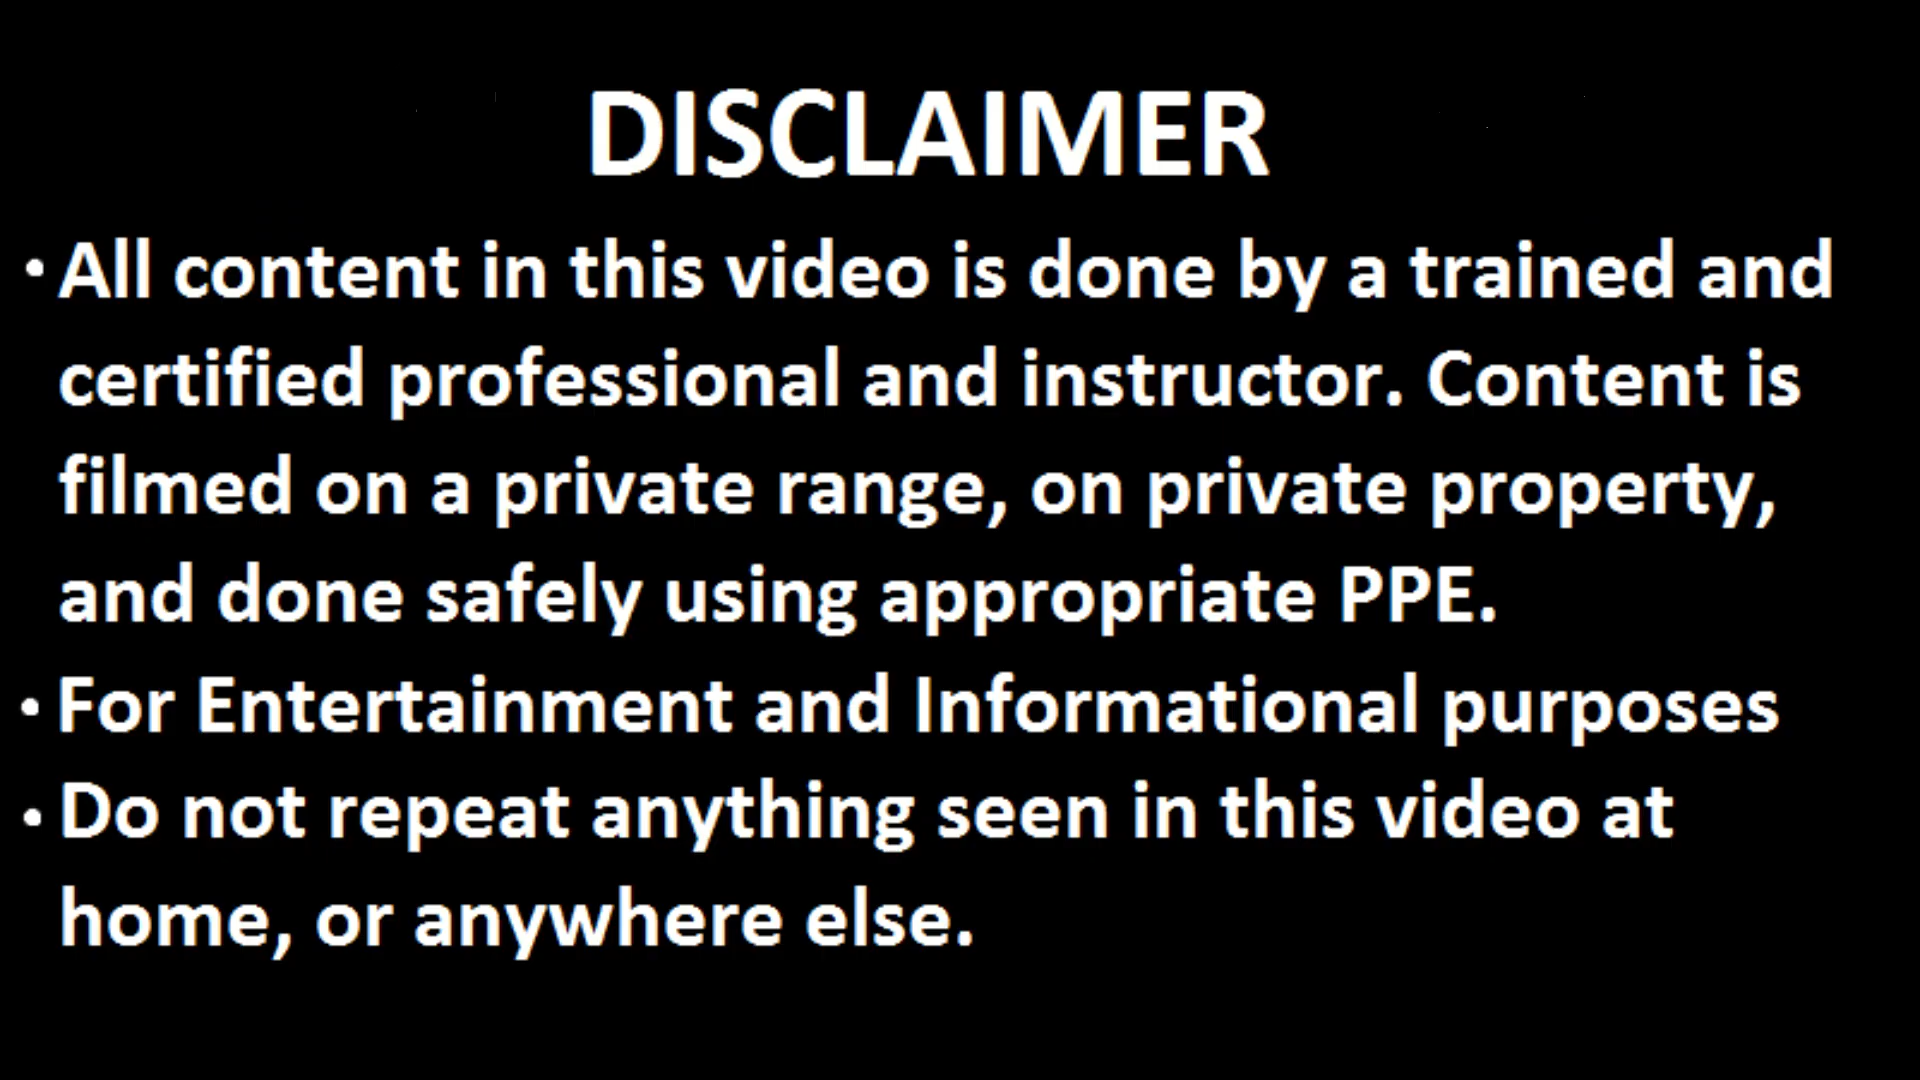 DISCLAIMER
• All content in this video is done by a trained and
certified professional and instructor. Content is
filmed on a private range, on private property,
and done safely using appropriate PPE.
• For Entertainment and Informational purposes
• Do not repeat anything seen in this video at
home, or anywhere else.